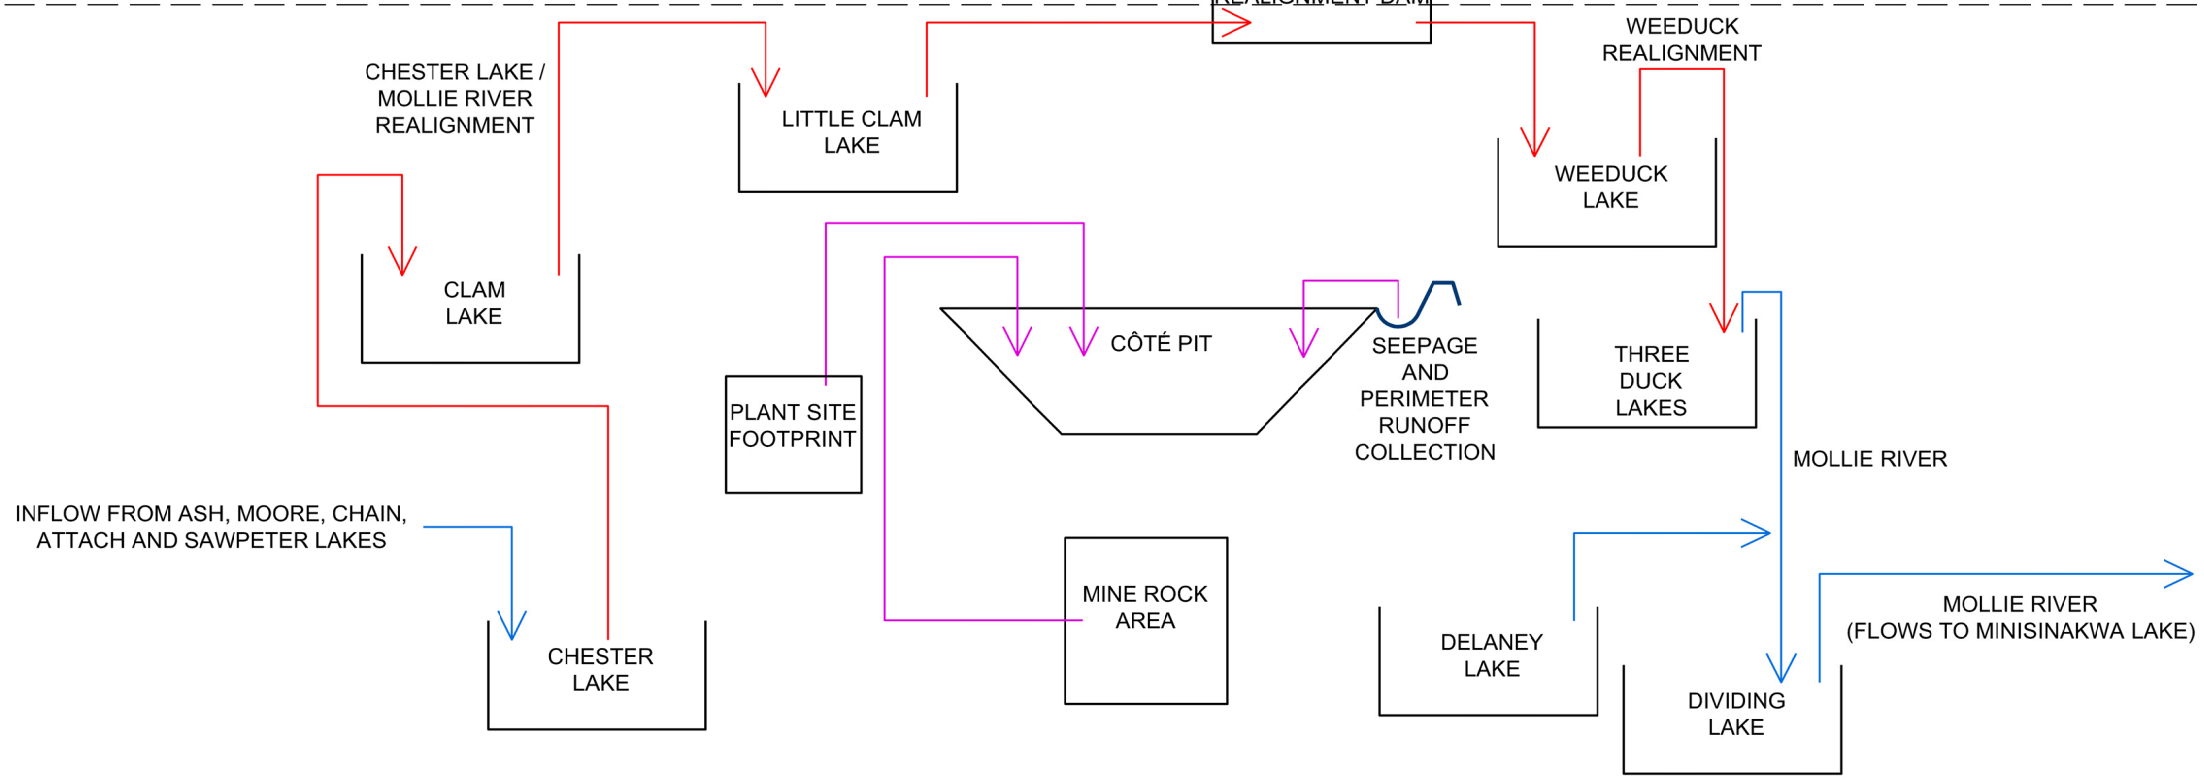 REALIGNMENT DAM
WEEDUCK
REALIGNMENT
CHESTER LAKE /
MOLLIE RIVER
REALIGNMENT
LITTLE CLAM
LAKE
WEEDUCK
LAKE
CLAM
LAKE
CÔTÉ PIT
SEEPAGE
AND
PERIMETER
RUNOFF
COLLECTION
THREE
DUCK
LAKES
PLANT SITE
FOOTPRINT
MOLLIE RIVER
INFLOW FROM ASH, MOORE, CHAIN,
ATTACH AND SAWPETER LAKES
MINE ROCK
AREA
MOLLIE RIVER
(FLOWS TO MINISINAKWA LAKE)
DELANEY
LAKE
CHESTER
LAKE
DIVIDING
LAKE